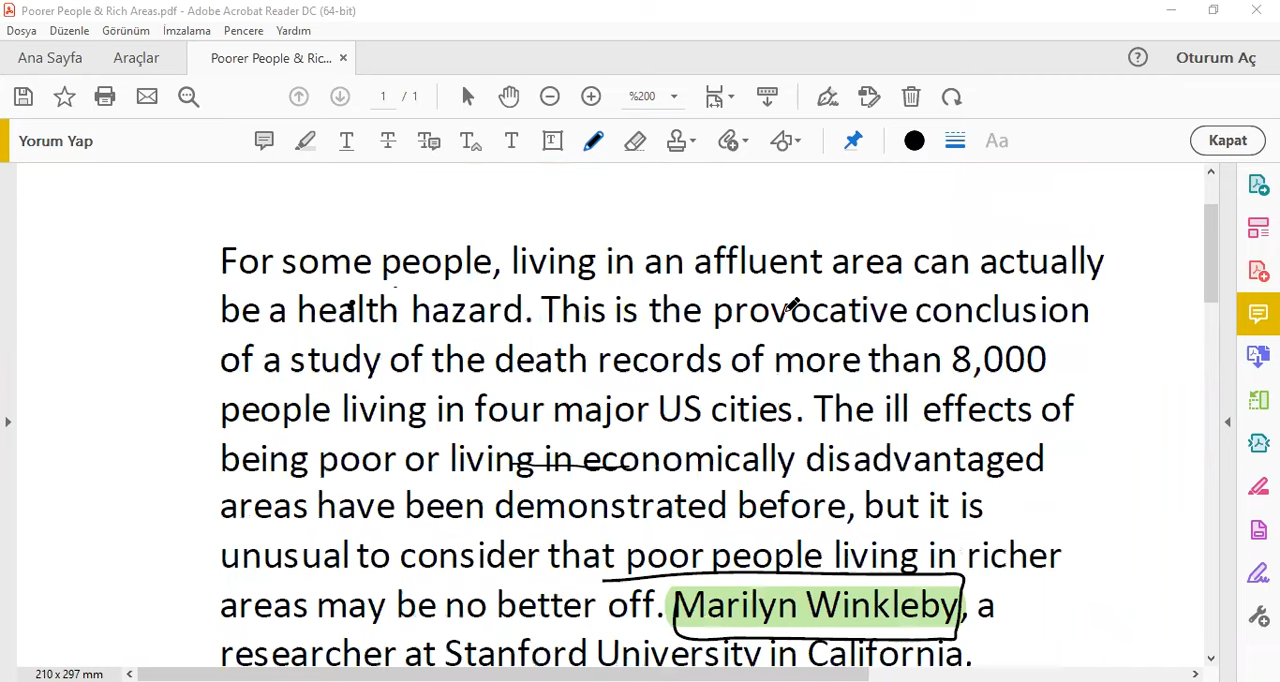 Poorer People & Rich Areas.pdf - Adobe Acrobat Reader DC (64-bit)
Dosya Düzenle Görünüm İmzalama Pencere Yardım
Ana Sayfa Araçlar Poorer People & Ric... × ? Oturum Aç
1 / 1 %200
Yorum Yap T T T T T Aa Kapat
For some people, living in an affluent area can actually
be a health hazard. This is the provocative conclusion
of a study of the death records of more than 8,000
people living in four major US cities. The ill effects of
being poor or living in economically disadvantaged
areas have been demonstrated before, but it is
unusual to consider that poor people living in richer
areas may be no better off. Marilyn Winkleby, a
researcher at Stanford University in California,
210 x 297 mm